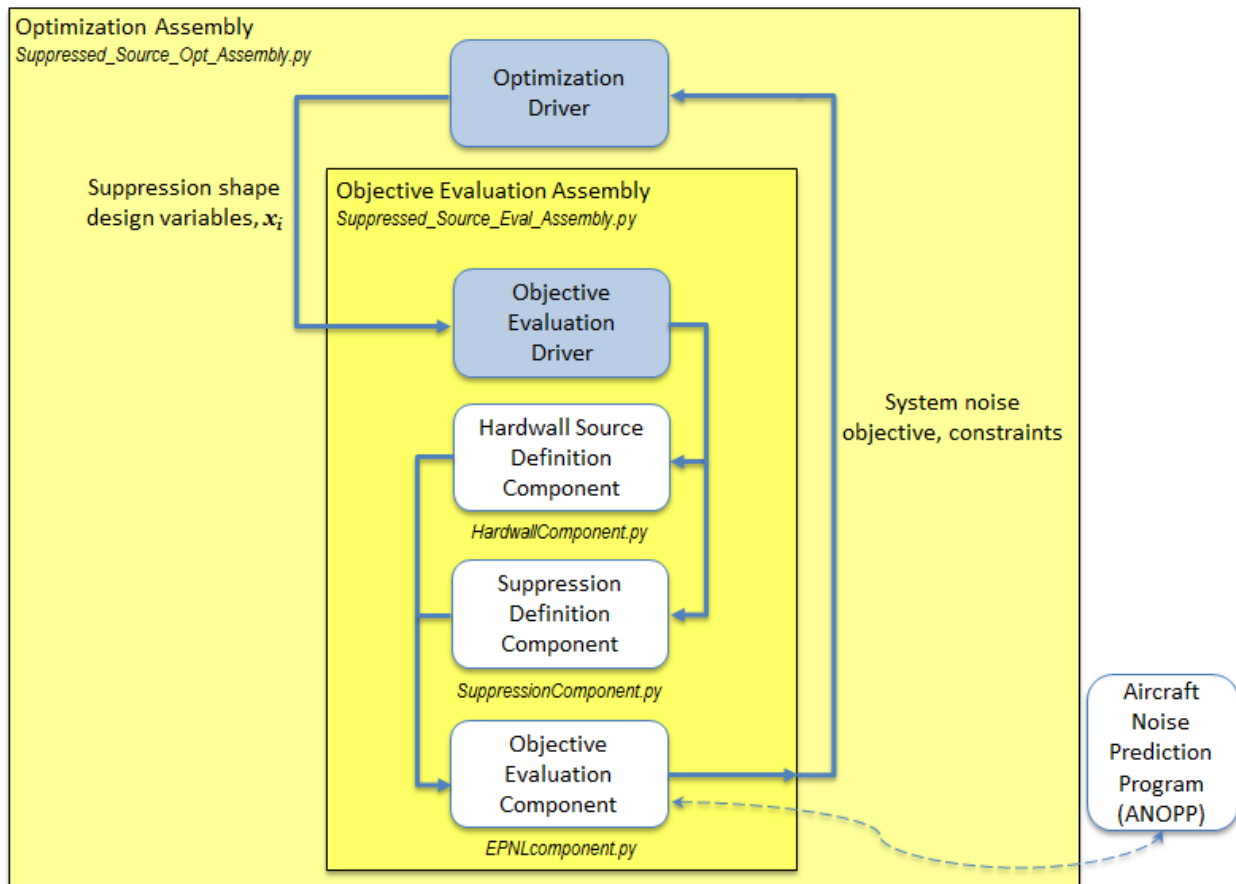 Optimization Assembly
Suppressed_Source_Opt_Assembly.py
Optimization
Driver
Suppression shape
design variables, xi
Objective Evaluation Assembly
Suppressed_Source_Eval_Assembly.py
Objective
Evaluation
Driver
Hardwall Source
Definition
Component
HardwallComponent.py
System noise
objective, constraints
Suppression
Definition
Component
SuppressionComponent.py
Objective
Evaluation
Component
EPNLcomponent.py
Aircraft
Noise
Prediction
Program
(ANOPP)